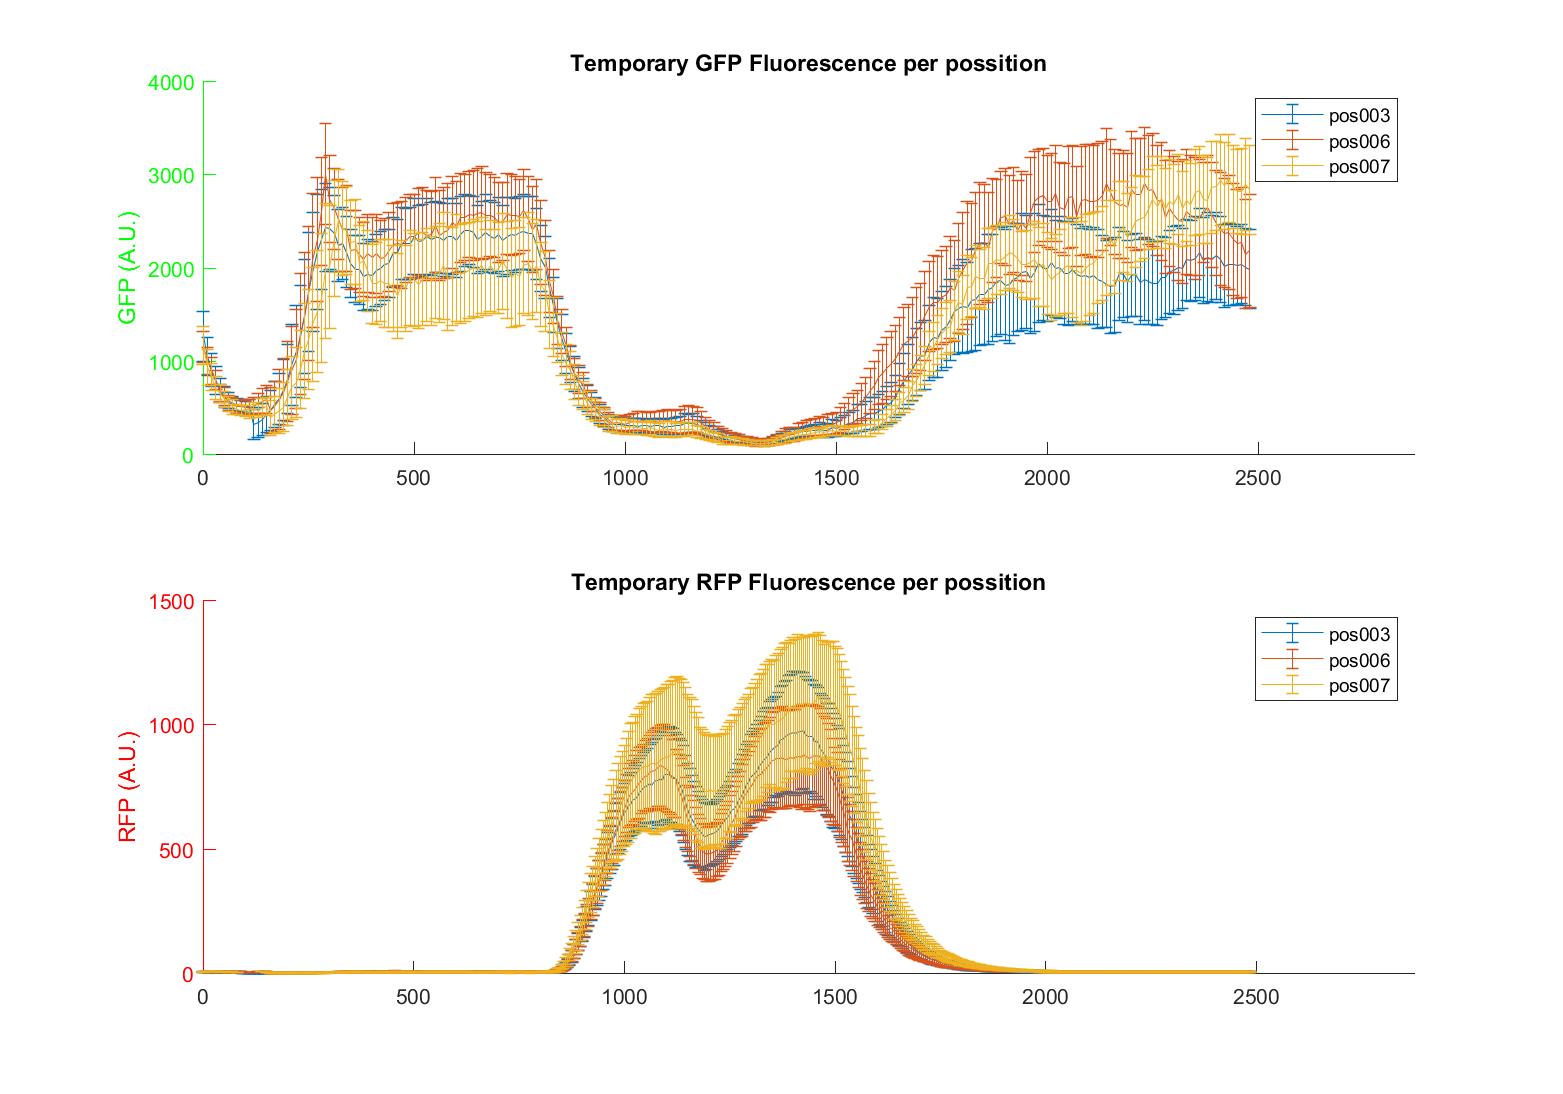 Temporary GFP Fluorescence per possition
GFP (A.U.)
4000
3000
2000
1000
0
0 500 1000 1500 2000 2500
pos003
pos006
pos007
Temporary RFP Fluorescence per possition
RFP (A.U.)
1500
1000
500
0
0 500 1000 1500 2000 2500
pos003
pos006
pos007